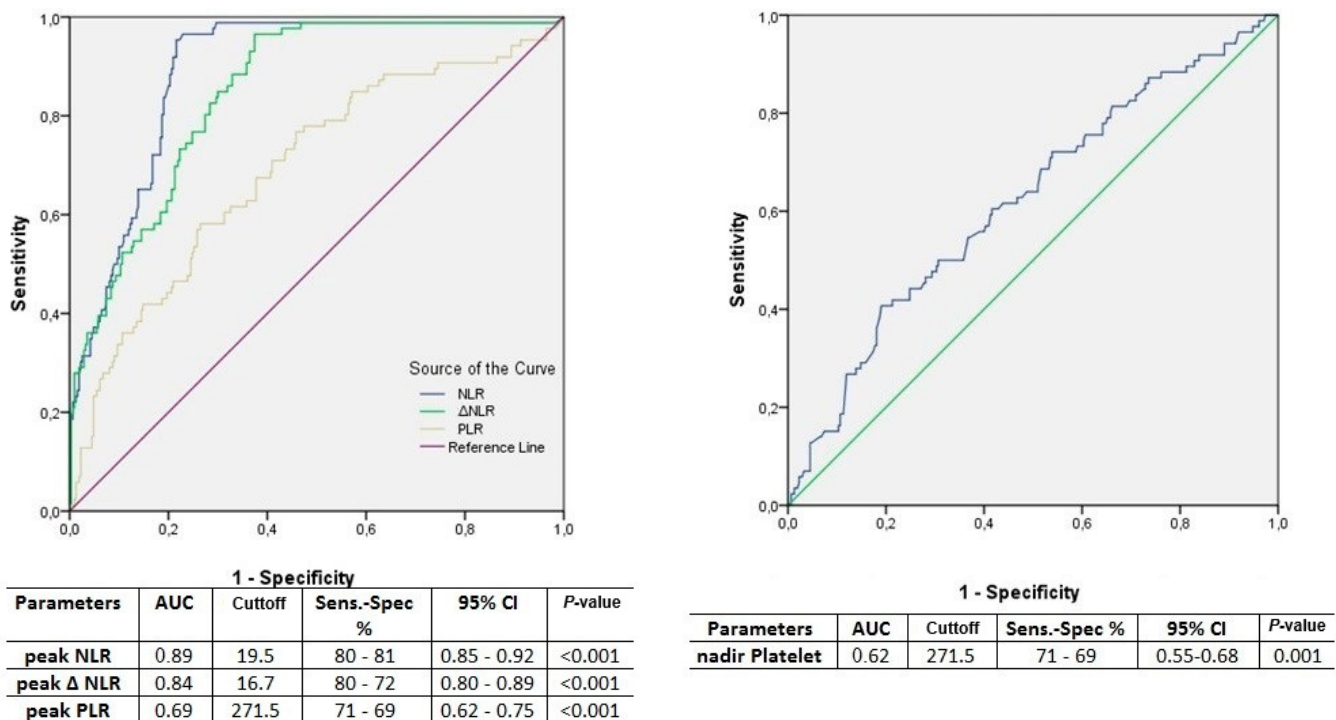 1,0
0,8
0,6
0,4
0,2
0,0
Sensitivity
0,0 0,2 0,4 0,6 0,8 1,0
1 - Specificity
Source of the Curve
NLR
ΔNLR
PLR
Reference Line
Parameters AUC Cuttoff Sens.-Spec % 95% CI P-value
peak NLR 0.89 19.5 80 - 81 0.85 - 0.92 <0.001
peak Δ NLR 0.84 16.7 80 - 72 0.80 - 0.89 <0.001
peak PLR 0.69 271.5 71 - 69 0.62 - 0.75 <0.001
1,0
0,8
0,6
0,4
0,2
0,0
Sensitivity
0,0 0,2 0,4 0,6 0,8 1,0
1 - Specificity
Parameters AUC Cuttoff Sens.-Spec % 95% CI P-value
nadir Platelet 0.62 271.5 71 - 69 0.55-0.68 0.001